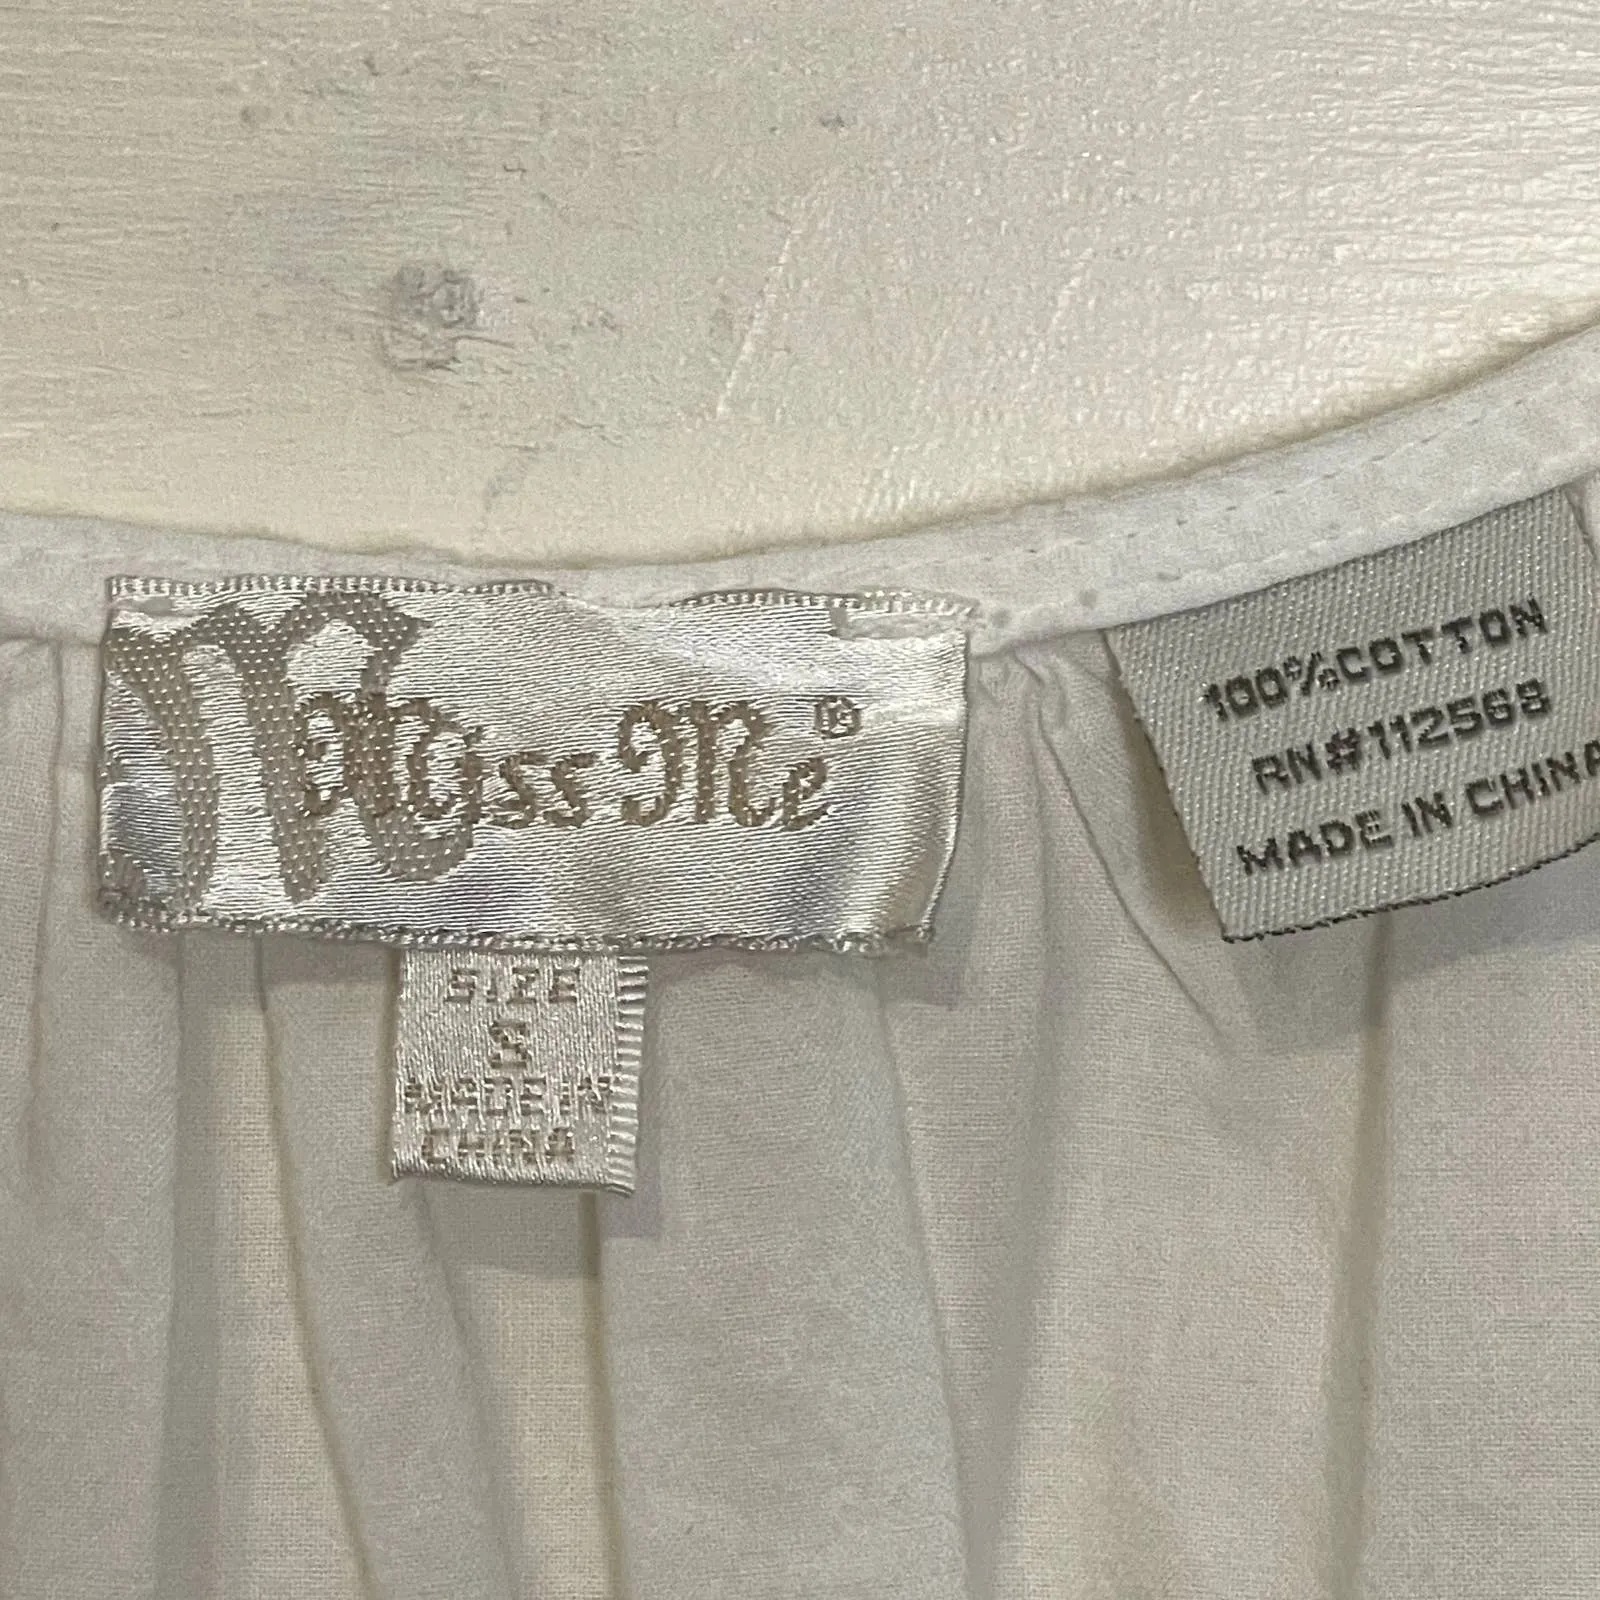 M
Miss Me®
SIZE
S
MADE IN
CHINA
100%COTTON
RN#112568
MADE IN CHINA